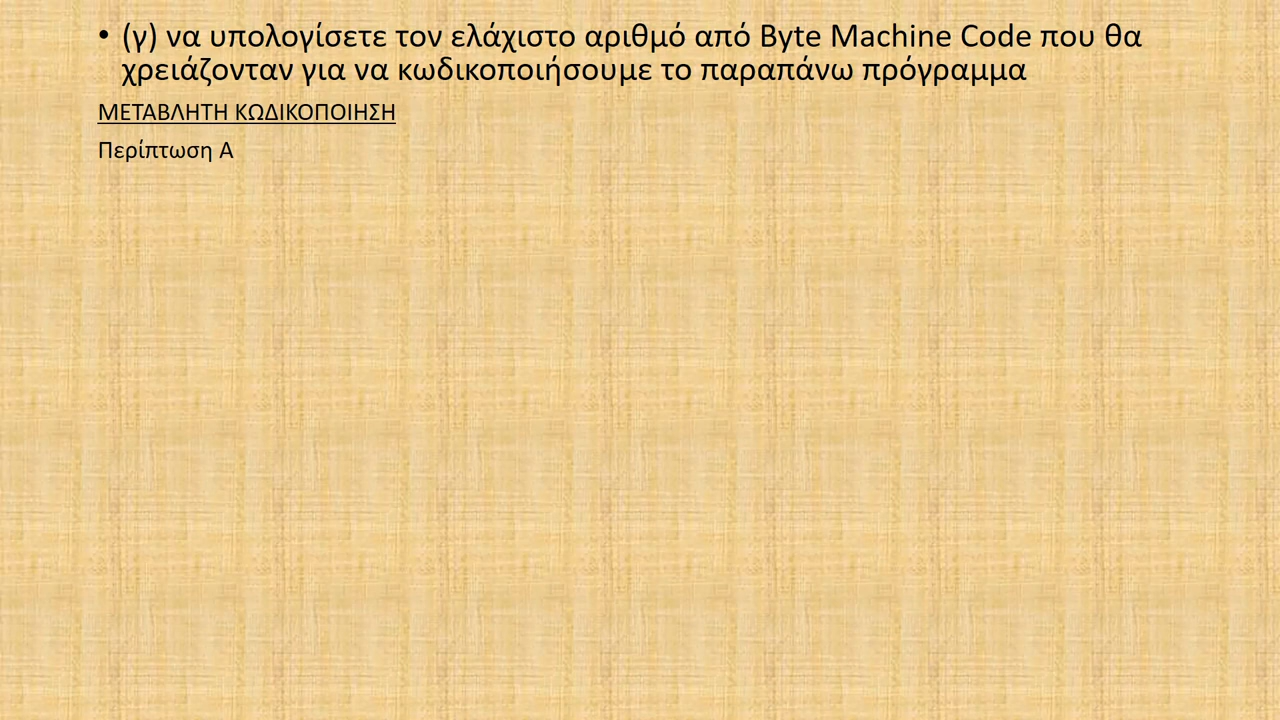 • (γ) να υπολογίσετε τον ελάχιστο αριθμό από Byte Machine Code που θα
χρειάζονταν για να κωδικοποιήσουμε το παραπάνω πρόγραμμα
ΜΕΤΑΒΛΗΤΗ ΚΩΔΙΚΟΠΟΙΗΣΗ
Περίπτωση Α